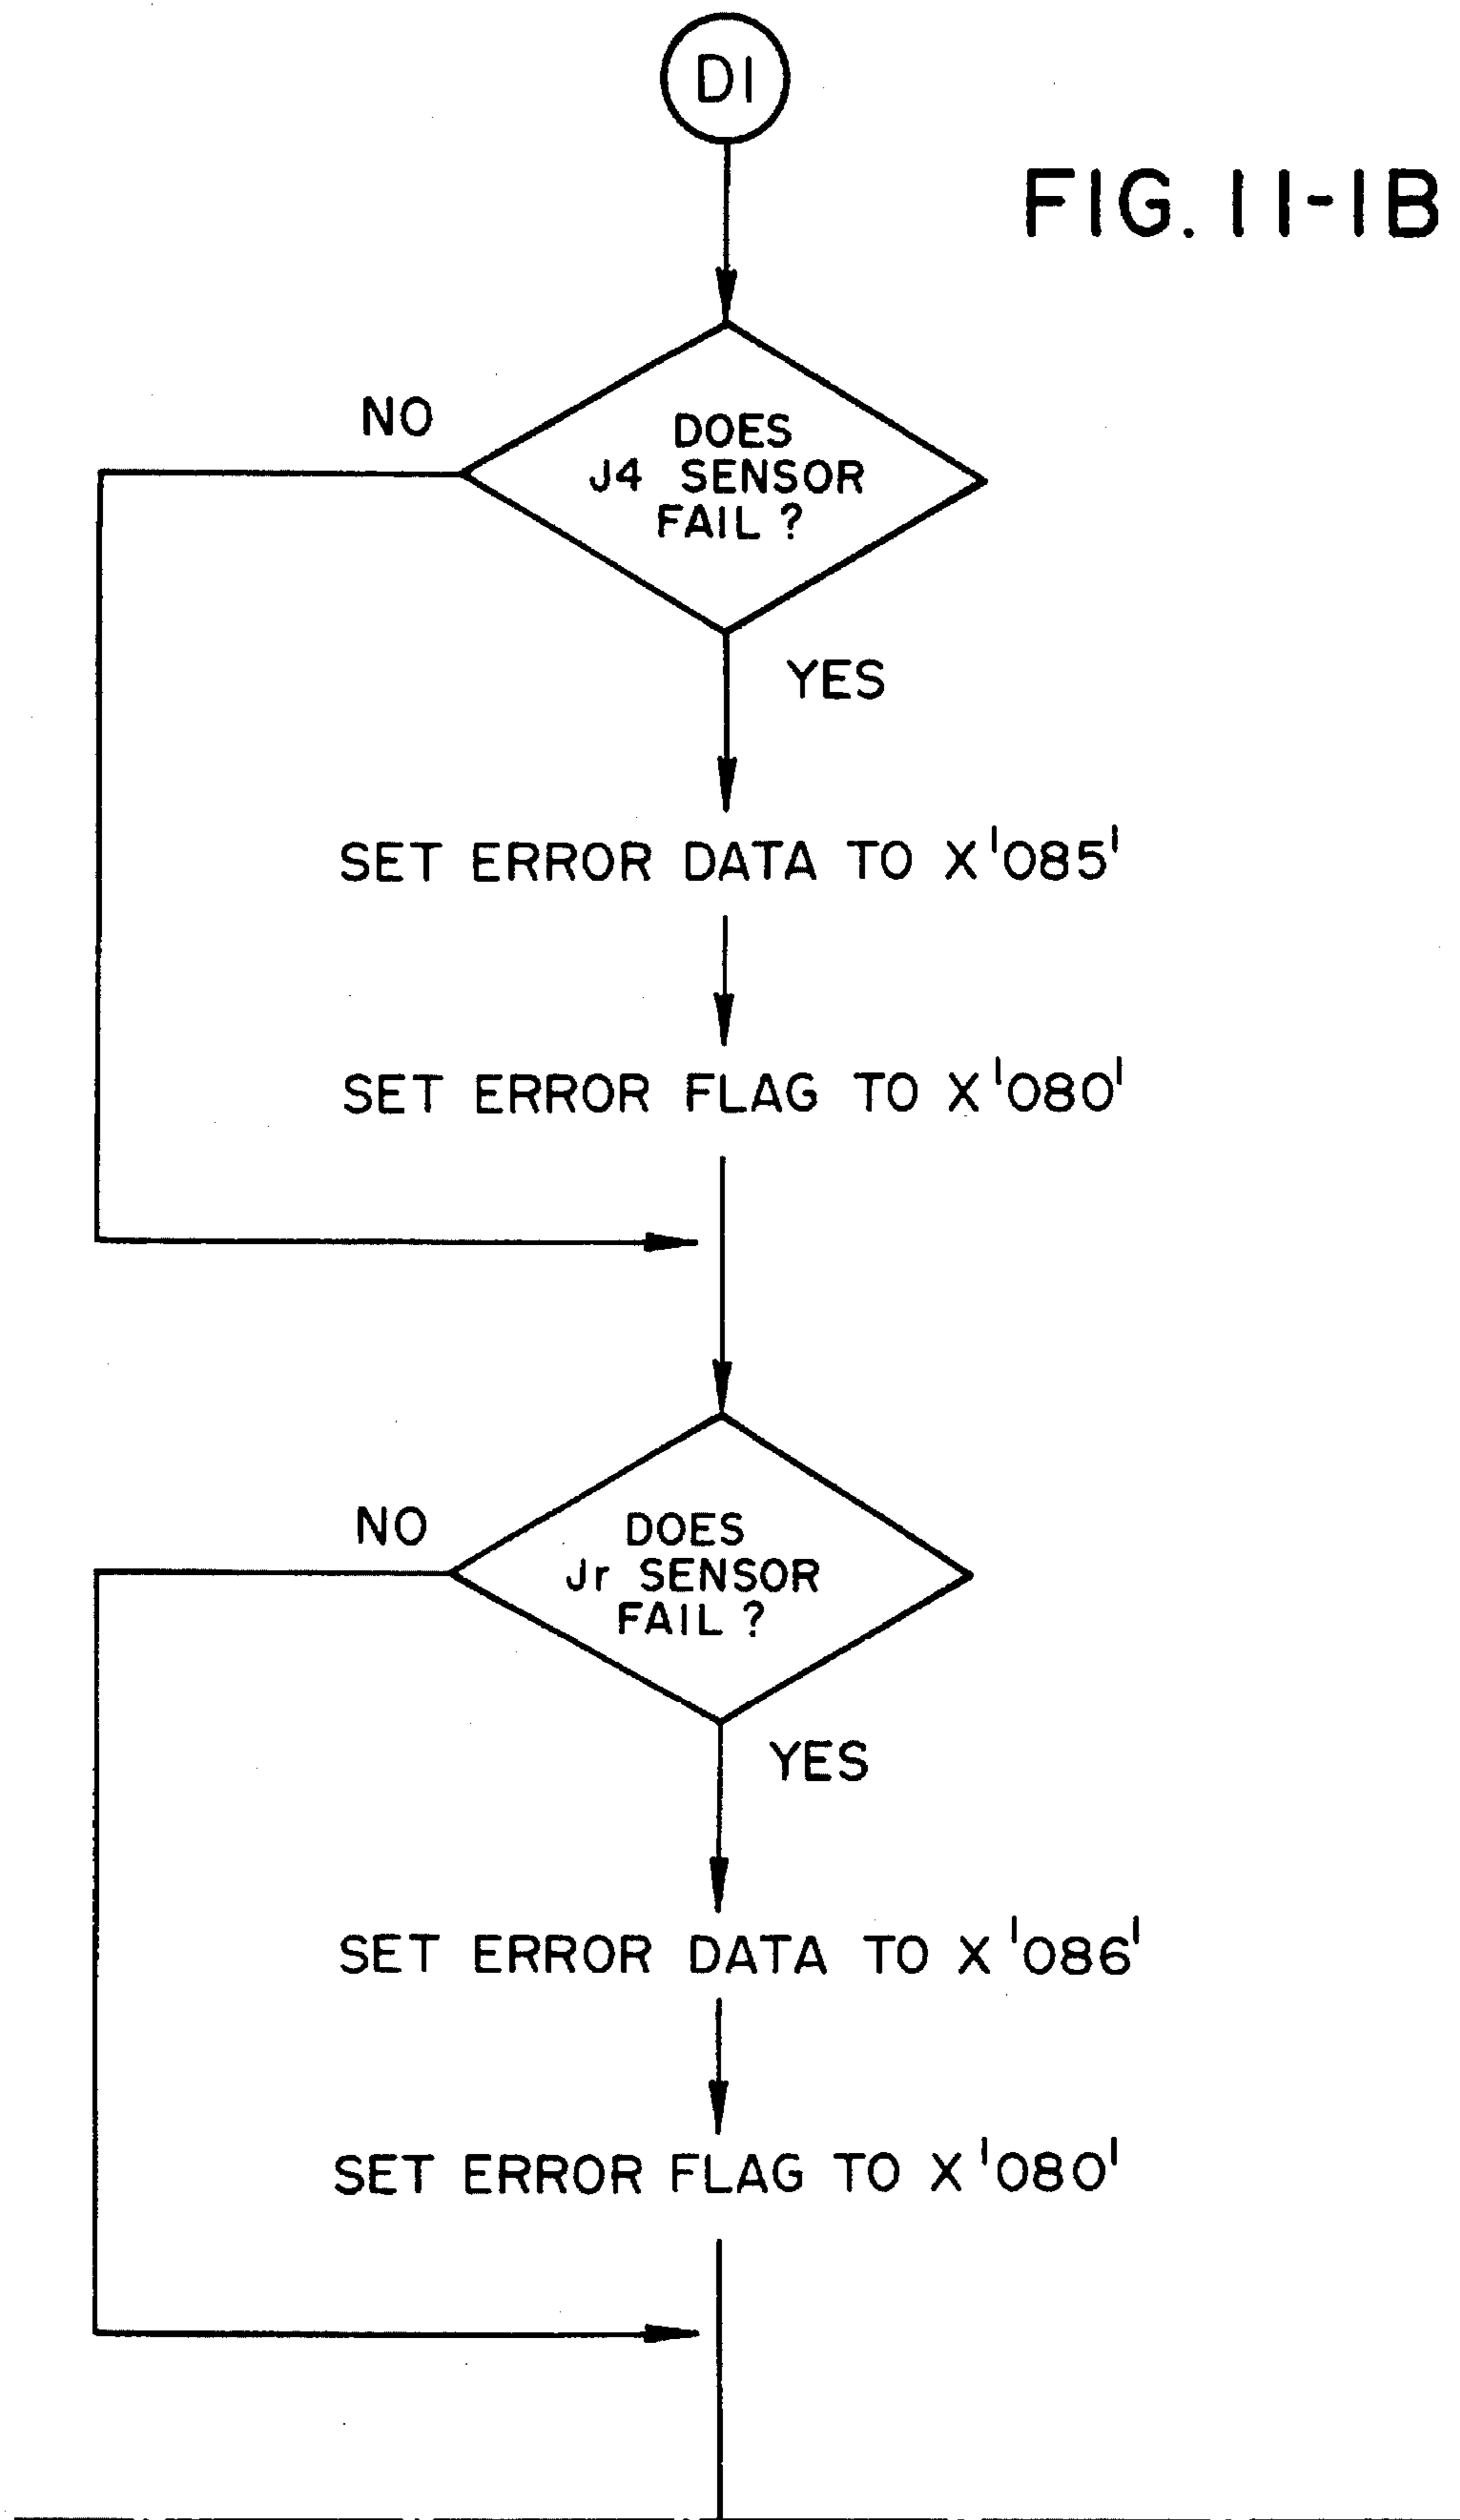 D1
FIG. 11-1B
NO
DOES
J4 SENSOR
FAIL ?
YES
SET ERROR DATA TO X'085'
SET ERROR FLAG TO X'080'
NO
DOES
Jr SENSOR
FAIL ?
YES
SET ERROR DATA TO X'086'
SET ERROR FLAG TO X'080'